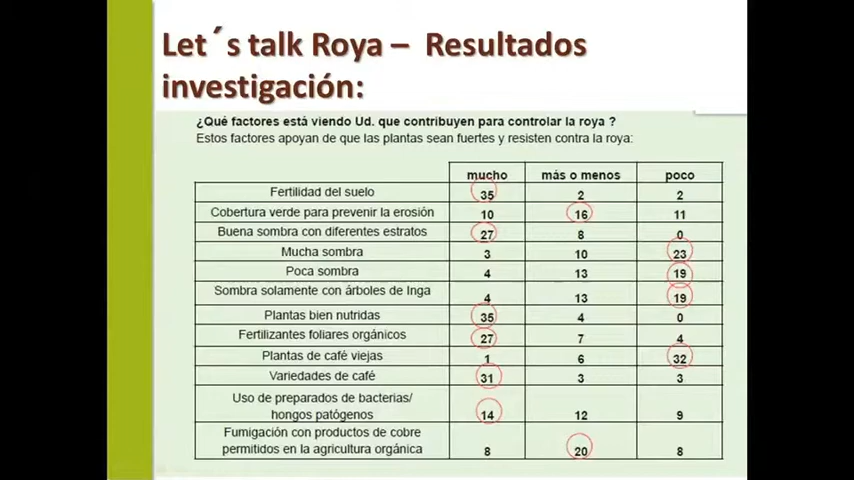 Let´s talk Roya – Resultados
investigación:
¿Qué factores está viendo Ud. que contribuyen para controlar la roya ?
Estos factores apoyan de que las plantas sean fuertes y resisten contra la roya:
mucho más o menos poco
Fertilidad del suelo 35 2 2
Cobertura verde para prevenir la erosión 10 16 11
Buena sombra con diferentes estratos 27 8 0
Mucha sombra 3 10 23
Poca sombra 4 13 19
Sombra solamente con árboles de Inga 4 13 19
Plantas bien nutridas 35 4 0
Fertilizantes foliares orgánicos 27 7 4
Plantas de café viejas 1 6 32
Variedades de café 31 3 3
Uso de preparados de bacterias/
hongos patógenos 14 12 9
Fumigación con productos de cobre
permitidos en la agricultura orgánica 8 20 8